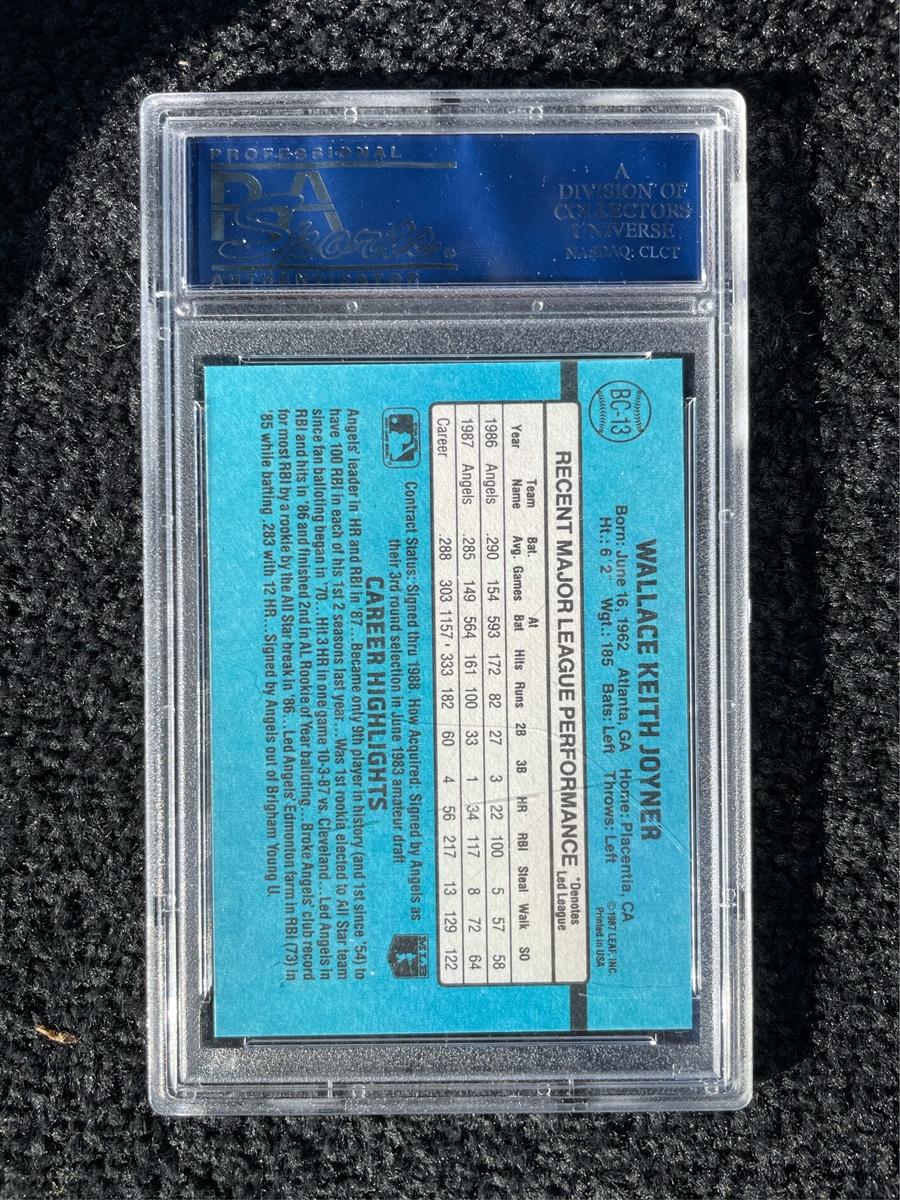 PROFESSIONAL
PSA
Sports
AUTHENTICATOR
A
DIVISION OF
COLLECTORS
UNIVERSE
NASDAQ: CLCT
BC-13
WALLACE KEITH JOYNER
Born: June 16, 1962 Atlanta, GA Home: Placentia, CA
Ht.: 6'2" Wgt.: 185 Bats: Left Throws: Left
©1987 LEAF, INC.
Printed in USA
RECENT MAJOR LEAGUE PERFORMANCE
*Denotes
Led League
Year Team Name Bat. Avg. Games At Bat Hits Runs 2B 3B HR RBI Steal Walk SO
1986 Angels .290 154 593 172 82 27 3 22 100 5 57 58
1987 Angels .285 149 564 161 100 33 1 34 117 8 72 64
Career .288 303 1157 333 182 60 4 56 217 13 129 122
Contract Status: Signed thru 1988. How Acquired: Signed by Angels as
their 3rd round selection in June 1983 amateur draft
MLB
CAREER HIGHLIGHTS
Angels' leader in HR and RBI in '87...Became only 9th player in history (and 1st since '54) to
have 100 RBI in each of his 1st 2 seasons last year...Was 1st rookie elected to All Star team
since fan balloting began in '70...Hit 3 HR in one game 10-3-87 vs. Cleveland...Led Angels in
RBI and hits in '86 and finished 2nd in AL Rookie of Year balloting...Broke Angels' club record
for most RBI by a rookie by the All Star break in '86...Led Angels' Edmonton farm in RBI (73) in
'85 while batting .283 with 12 HR...Signed by Angels out of Brigham Young U.